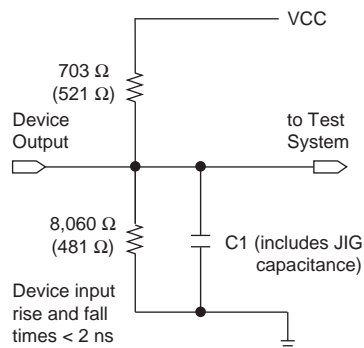 VCC
703 Ω
(521 Ω)
Device
Output
to Test
System
8,060 Ω
(481 Ω)
C1 (includes JIG
capacitance)
Device input
rise and fall
times < 2 ns